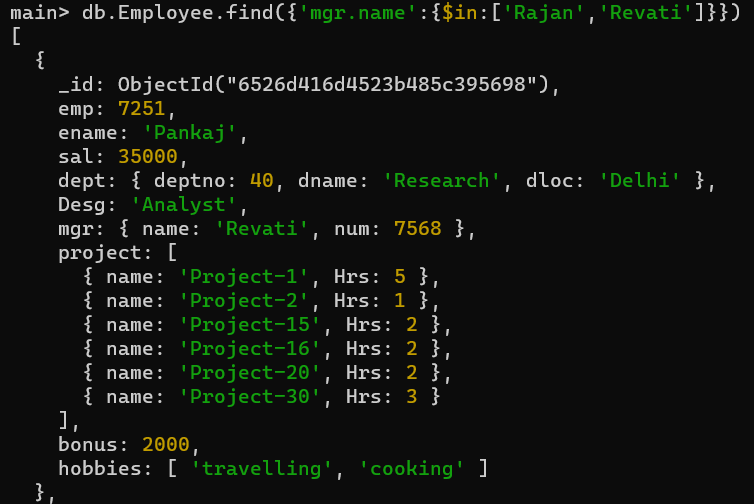 main> db.Employee.find({'mgr.name':{$in:['Rajan','Revati']}})
[
  {
    _id: ObjectId("6526d416d4523b485c395698"),
    emp: 7251,
    ename: 'Pankaj',
    sal: 35000,
    dept: { deptno: 40, dname: 'Research', dloc: 'Delhi' },
    Desg: 'Analyst',
    mgr: { name: 'Revati', num: 7568 },
    project: [
      { name: 'Project-1', Hrs: 5 },
      { name: 'Project-2', Hrs: 1 },
      { name: 'Project-15', Hrs: 2 },
      { name: 'Project-16', Hrs: 2 },
      { name: 'Project-20', Hrs: 2 },
      { name: 'Project-30', Hrs: 3 }
    ],
    bonus: 2000,
    hobbies: [ 'travelling', 'cooking' ]
  },